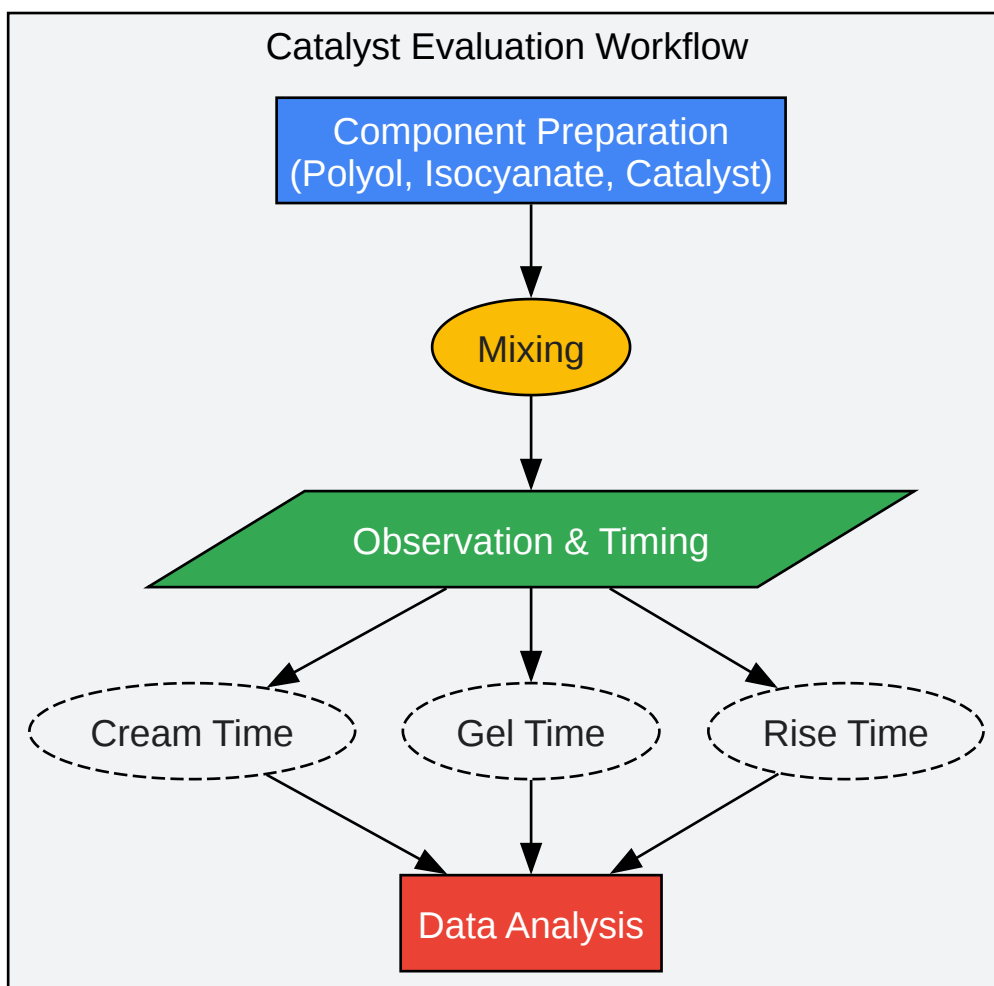 Catalyst Evaluation Workflow
Component Preparation
(Polyol, Isocyanate, Catalyst)
Mixing
Observation & Timing
Cream Time
Gel Time
Rise Time
Data Analysis